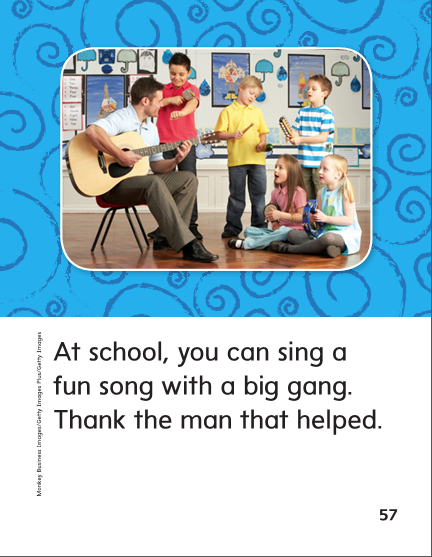 At school, you can sing a
fun song with a big gang.
Thank the man that helped.
Monkey Business Images/Getty Images Plus/Getty Images
57